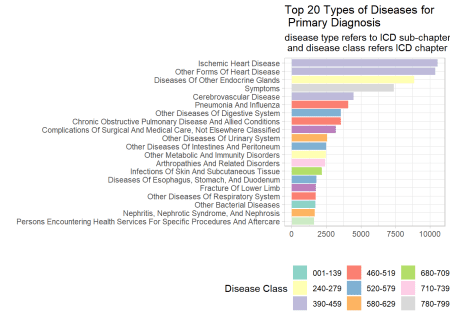 Top 20 Types of Diseases for
Primary Diagnosis
disease type refers to ICD sub-chapter
and disease class refers ICD chapter
Ischemic Heart Disease
Other Forms Of Heart Disease
Diseases Of Other Endocrine Glands
Symptoms
Cerebrovascular Disease
Pneumonia And Influenza
Other Diseases Of Digestive System
Chronic Obstructive Pulmonary Disease And Allied Conditions
Complications Of Surgical And Medical Care, Not Elsewhere Classified
Other Diseases Of Urinary System
Other Diseases Of Intestines And Peritoneum
Other Metabolic And Immunity Disorders
Arthropathies And Related Disorders
Infections Of Skin And Subcutaneous Tissue
Diseases Of Esophagus, Stomach, And Duodenum
Fracture Of Lower Limb
Other Diseases Of Respiratory System
Other Bacterial Diseases
Nephritis, Nephrotic Syndrome, And Nephrosis
Persons Encountering Health Services For Specific Procedures And Aftercare
0 2500 5000 7500 10000
Disease Class
001-139 460-519 680-709
240-279 520-579 710-739
390-459 580-629 780-799